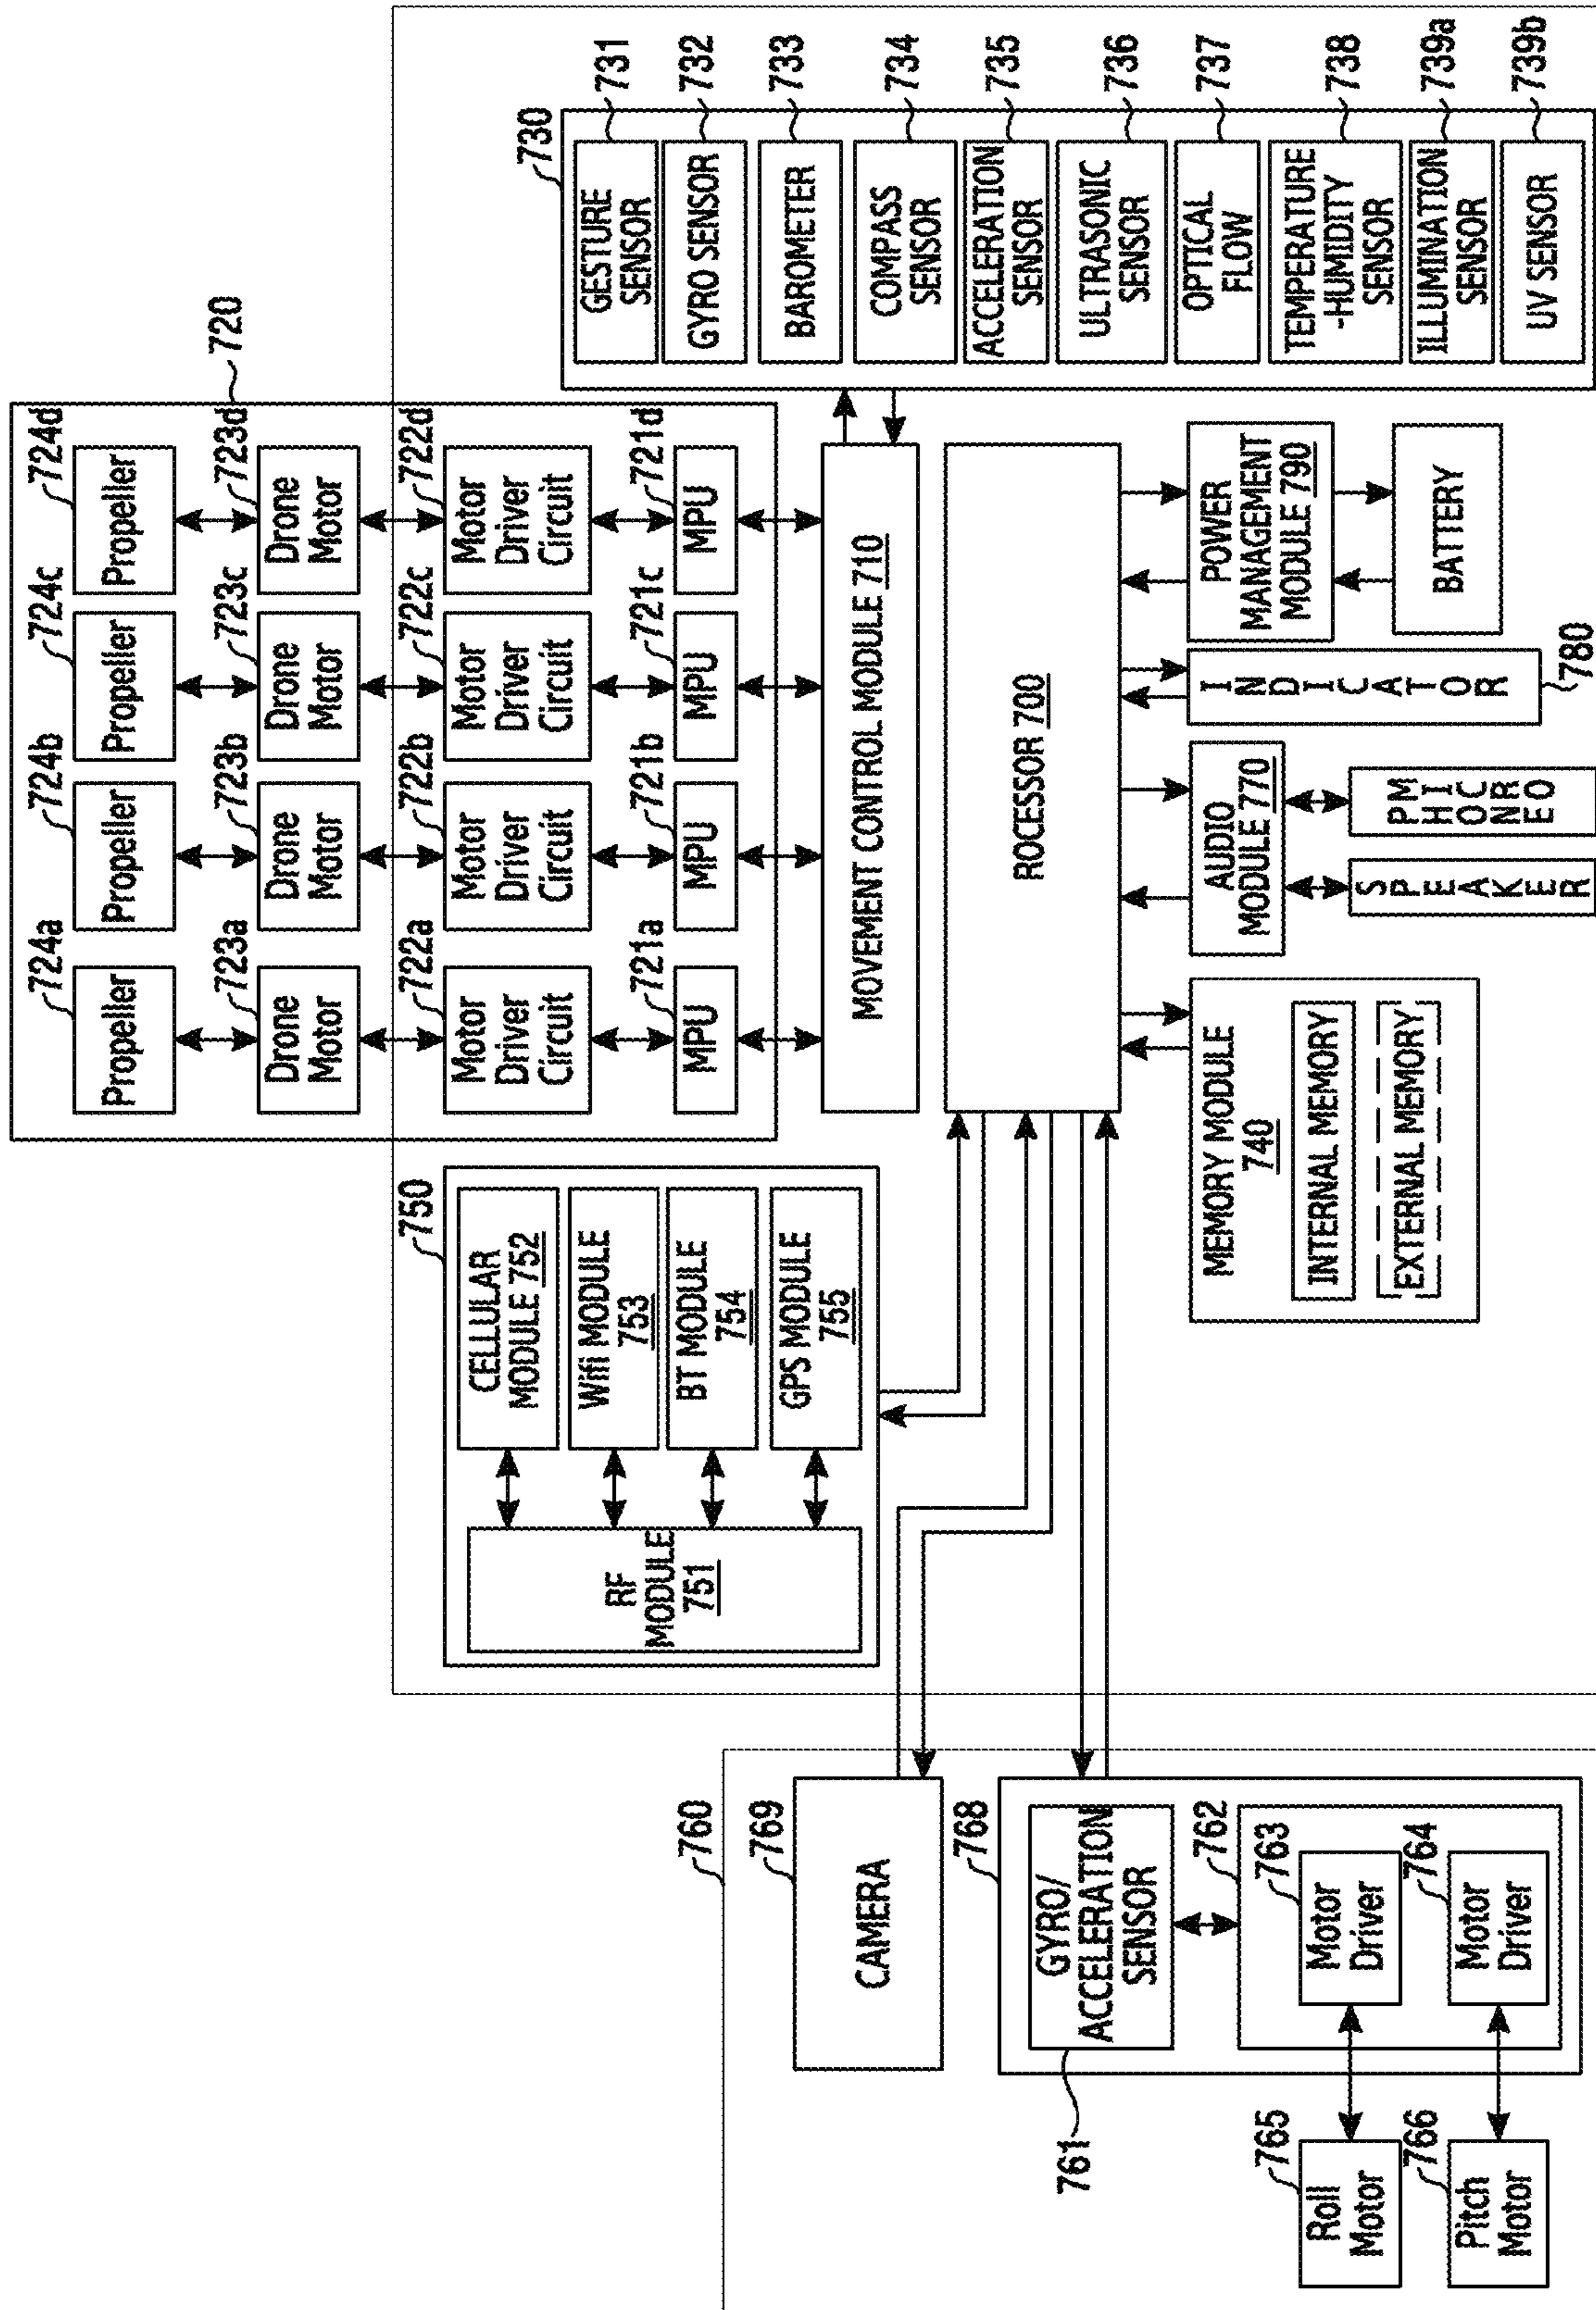 720
724a
724b
724c
724d
Propeller
Propeller
Propeller
Propeller
723a
723b
723c
723d
Drone
Motor
Drone
Motor
Drone
Motor
Drone
Motor
722a
722b
722c
722d
Motor
Driver
Circuit
Motor
Driver
Circuit
Motor
Driver
Circuit
Motor
Driver
Circuit
721a
721b
721c
721d
MPU
MPU
MPU
MPU
750
RF
MODULE
751
CELLULAR
MODULE 752
Wifi MODULE
753
BT MODULE
754
GPS MODULE
755
MOVEMENT CONTROL MODULE 710
ROCESSOR 700
730
GESTURE
SENSOR
731
GYRO SENSOR
732
BAROMETER
733
COMPASS
SENSOR
734
ACCELERATION
SENSOR
735
ULTRASONIC
SENSOR
736
OPTICAL
FLOW
737
TEMPERATURE
-HUMIDITY
SENSOR
738
ILLUMINATION
SENSOR
739a
UV SENSOR
739b
760
769
CAMERA
768
GYRO/
ACCELERATION
SENSOR
761
762
763
Motor
Driver
764
Motor
Driver
765
Roll
Motor
766
Pitch
Motor
MEMORY MODULE
740
INTERNAL MEMORY
EXTERNAL MEMORY
AUDIO
MODULE 770
SPEAKER
PM
HI
OC
NR
EO
INDICATOR
780
POWER
MANAGEMENT
MODULE 790
BATTERY